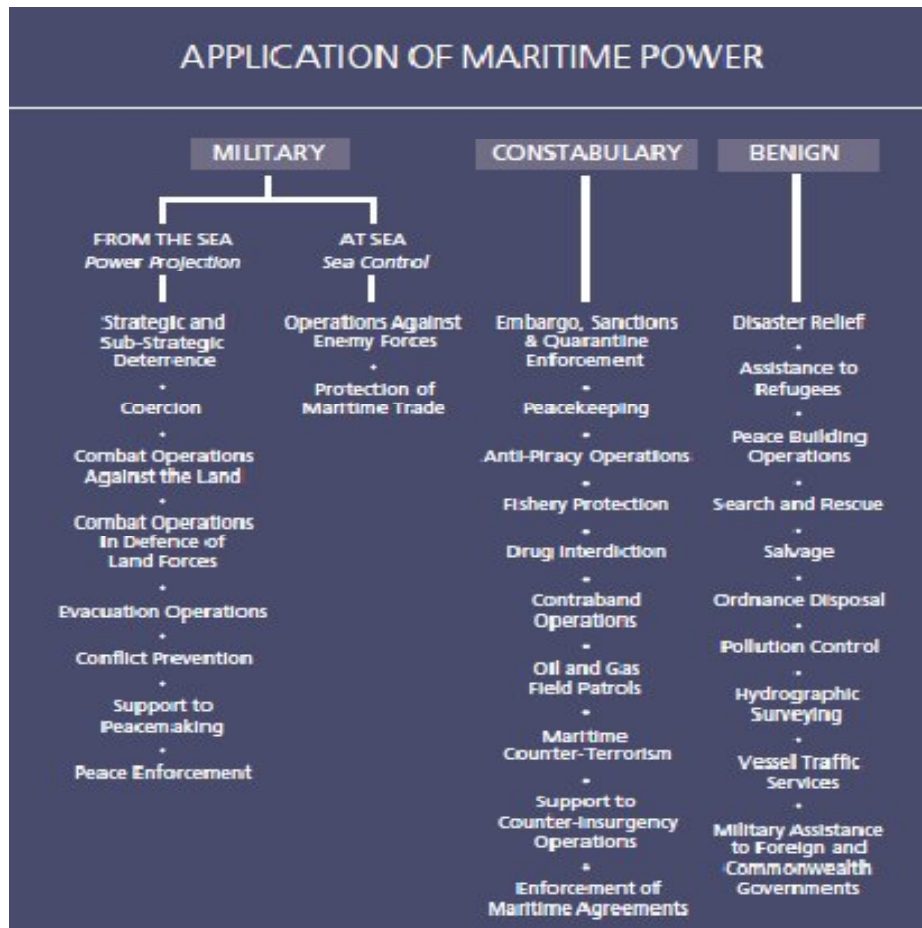 APPLICATION OF MARITIME POWER
MILITARY
FROM THE SEA
Power Projection
Strategic and
Sub-Strategic
Deterrence
Coercion
Combat Operations
Against the Land
Combat Operations
In Defence of
Land Forces
Evacuation Operations
Conflict Prevention
Support to
Peacemaking
Peace Enforcement
AT SEA
Sea Control
Operations Against
Enemy Forces
Protection of
Maritime Trade
CONSTABULARY
Embargo, Sanctions
& Quarantine
Enforcement
Peacekeeping
Anti-Piracy Operations
Fishery Protection
Drug Interdiction
Contraband
Operations
Oil and Gas
Field Patrols
Maritime
Counter-Terrorism
Support to
Counter-Insurgency
Operations
Enforcement of
Maritime Agreements
BENIGN
Disaster Relief
Assistance to
Refugees
Peace Building
Operations
Search and Rescue
Salvage
Ordnance Disposal
Pollution Control
Hydrographic
Surveying
Vessel Traffic
Services
Military Assistance
to Foreign and
Commonwealth
Governments